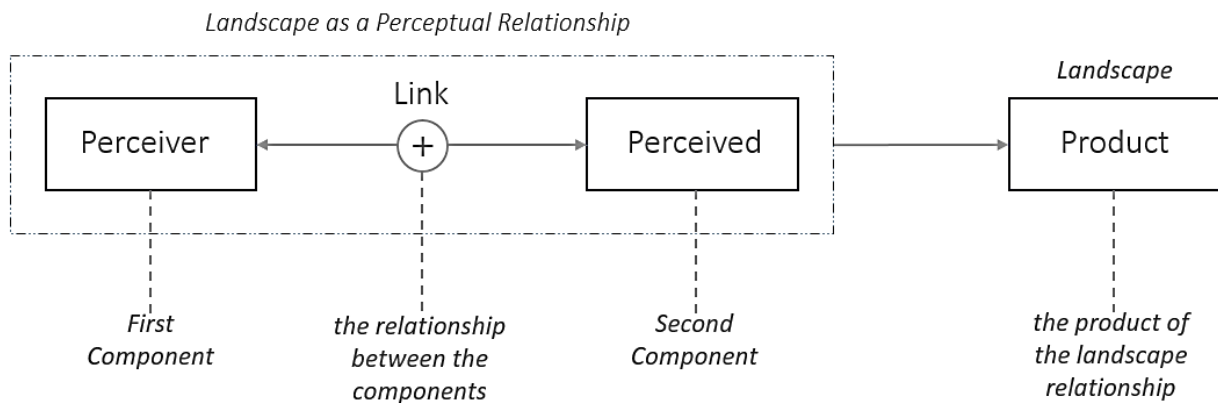 Landscape as a Perceptual Relationship
Landscape
Link
Perceiver
+
Perceived
Product
First
Component
the relationship
between the
components
Second
Component
the product of
the landscape
relationship